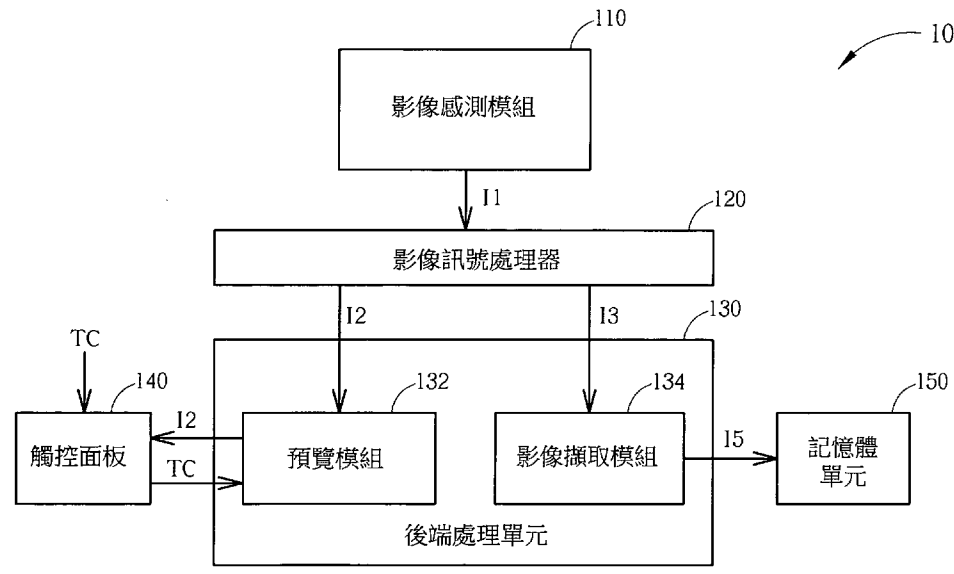 110
10
影像感測模組
I1
120
影像訊號處理器
I2
I3
130
TC
140
132
134
150
I2
I5
觸控面板
TC
預覽模組
影像擷取模組
記憶體
單元
後端處理單元